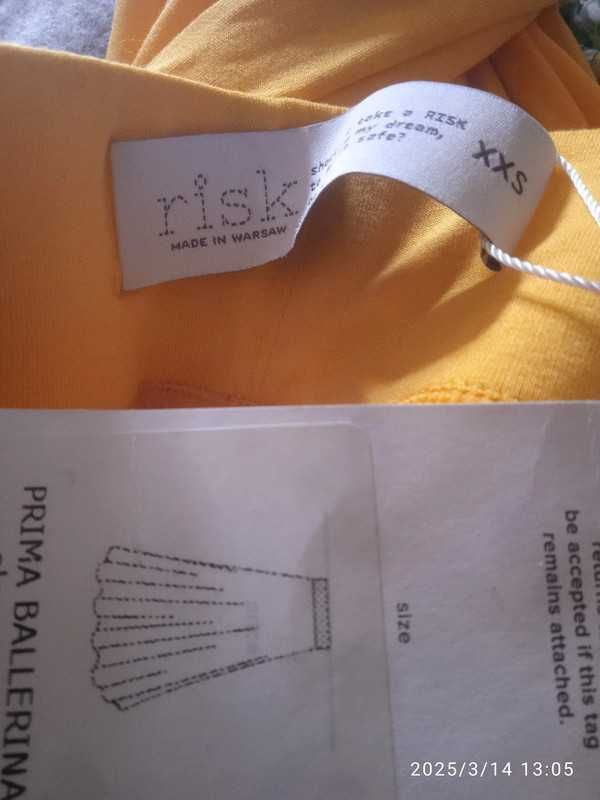 take a RISK
my dream,
safe?
XXS
risk
MADE IN WARSAW
PRIMA BALLERINA
size
be accepted if this tag
remains attached.
2025/3/14 13:05